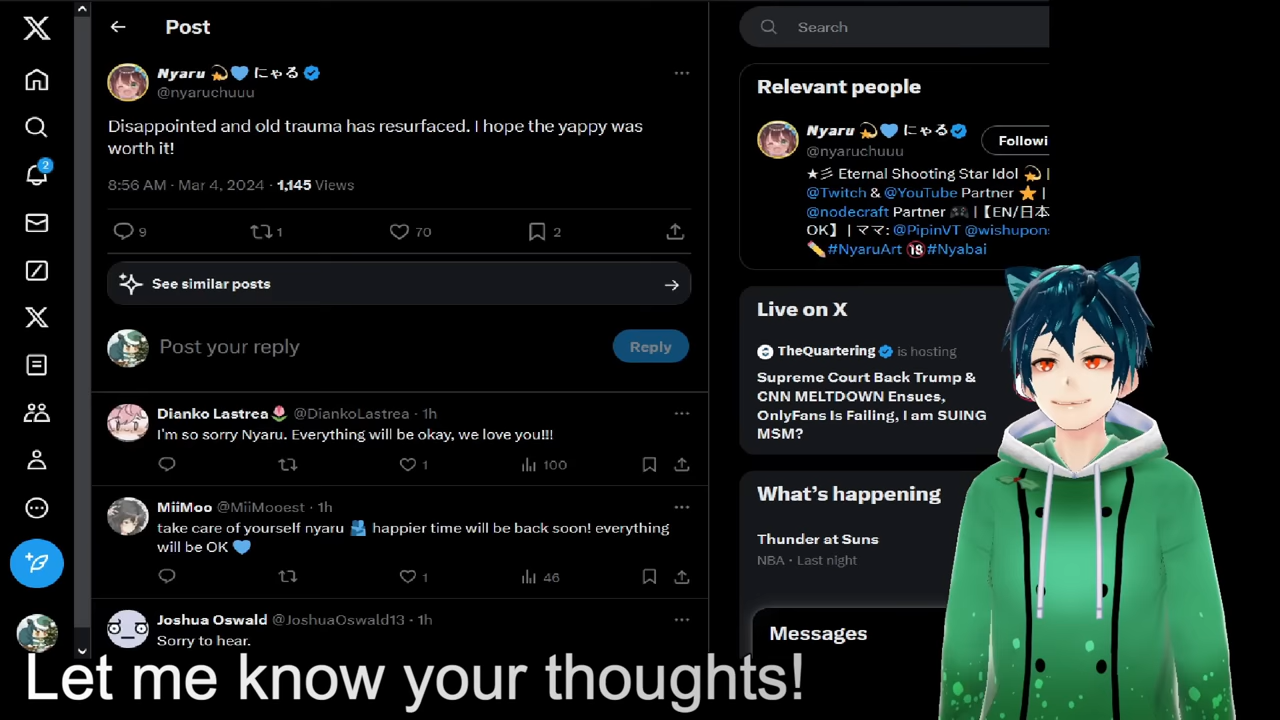 Post
Nyaru 💫💙 にゃる
@nyaruchuuu
Disappointed and old trauma has resurfaced. I hope the yappy was
worth it!
8:56 AM · Mar 4, 2024 · 1,145 Views
9
1
70
2
See similar posts
Post your reply
Reply
Dianko Lastrea🌷 @DiankoLastrea · 1h
I'm so sorry Nyaru. Everything will be okay, we love you!!!
1
100
MiiMoo @MiiMooest · 1h
take care of yourself nyaru 🫂 happier time will be back soon! everything
will be OK 💙
1
46
Joshua Oswald @JoshuaOswald13 · 1h
Sorry to hear.
2
Search
Relevant people
Nyaru 💫💙 にゃる
@nyaruchuuu
Followi
★彡 Eternal Shooting Star Idol 💫 |
@Twitch & @YouTube Partner ⭐ |
@nodecraft Partner 🎮 |【EN/日本
OK】 | ママ: @PipinVT @wishupon
✏️#NyaruArt 🔞#Nyabai
Live on X
TheQuartering is hosting
Supreme Court Back Trump &
CNN MELTDOWN Ensues,
OnlyFans Is Failing, I am SUING
MSM?
What's happening
Thunder at Suns
NBA · Last night
Messages
Let me know your thoughts!